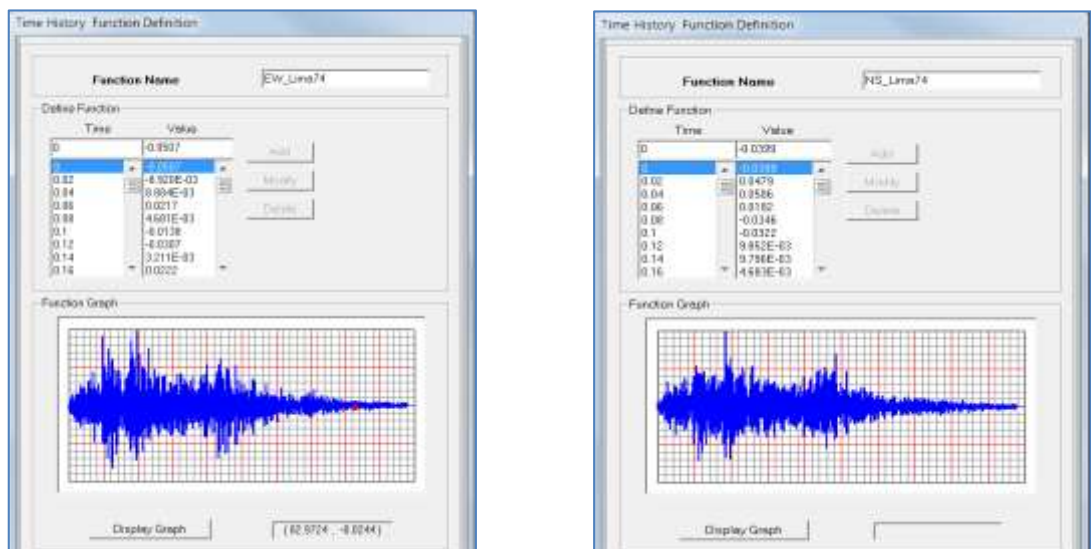 Time History Function Definition
Function Name
EW_Lima74
Define Function
Time Value
0 -0.0507
0 -0.0507
0.02 -8.920E-03
0.04 8.884E-03
0.06 0.0217
0.08 4.601E-03
0.1 -0.0138
0.12 -0.0307
0.14 3.211E-03
0.16 0.0222
Add
Modify
Delete
Function Graph
Display Graph
Time History Function Definition
Function Name
NS_Lima74
Define Function
Time Value
0 -0.0399
0 -0.0399
0.02 0.0479
0.04 0.0586
0.06 0.0182
0.08 -0.0346
0.1 -0.0322
0.12 9.852E-03
0.14 9.798E-03
0.16 4.683E-03
Add
Modify
Delete
Function Graph
Display Graph